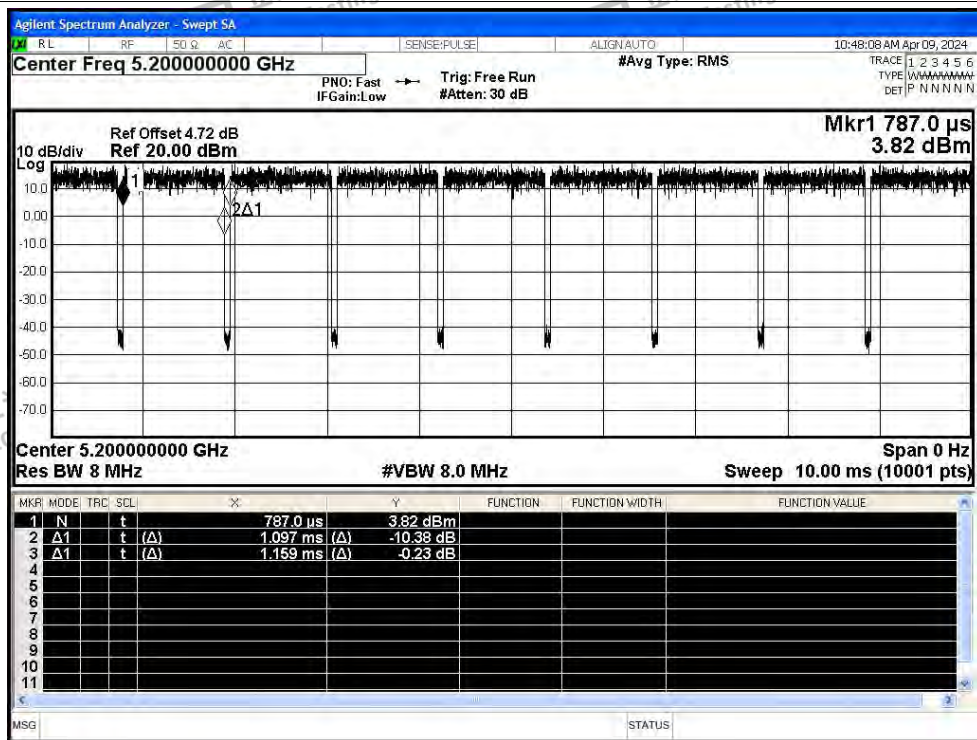 Agilent Spectrum Analyzer - Swept SA
RL RF 50 Ω AC SENSE:PULSE ALIGNAUTO 10:48:08 AM Apr 09, 2024
Center Freq 5.200000000 GHz #Avg Type: RMS TRACE 1 2 3 4 5 6
PNO: Fast Trig: Free Run TYPE WWWWWW
IFGain:Low #Atten: 30 dB DET P N N N N N
Mkr1 787.0 µs
Ref Offset 4.72 dB
10 dB/div Ref 20.00 dBm 3.82 dBm
Log
1
10.0
2Δ1
0.00
-10.0
-20.0
-30.0
-40.0
-50.0
-60.0
-70.0
Center 5.200000000 GHz Span 0 Hz
Res BW 8 MHz #VBW 8.0 MHz Sweep 10.00 ms (10001 pts)
MKR MODE TRC SCL X Y FUNCTION FUNCTION WIDTH FUNCTION VALUE
1 N t 787.0 µs 3.82 dBm
2 Δ1 t (Δ) 1.097 ms (Δ) -10.38 dB
3 Δ1 t (Δ) 1.159 ms (Δ) -0.23 dB
4
5
6
7
8
9
10
11
MSG STATUS